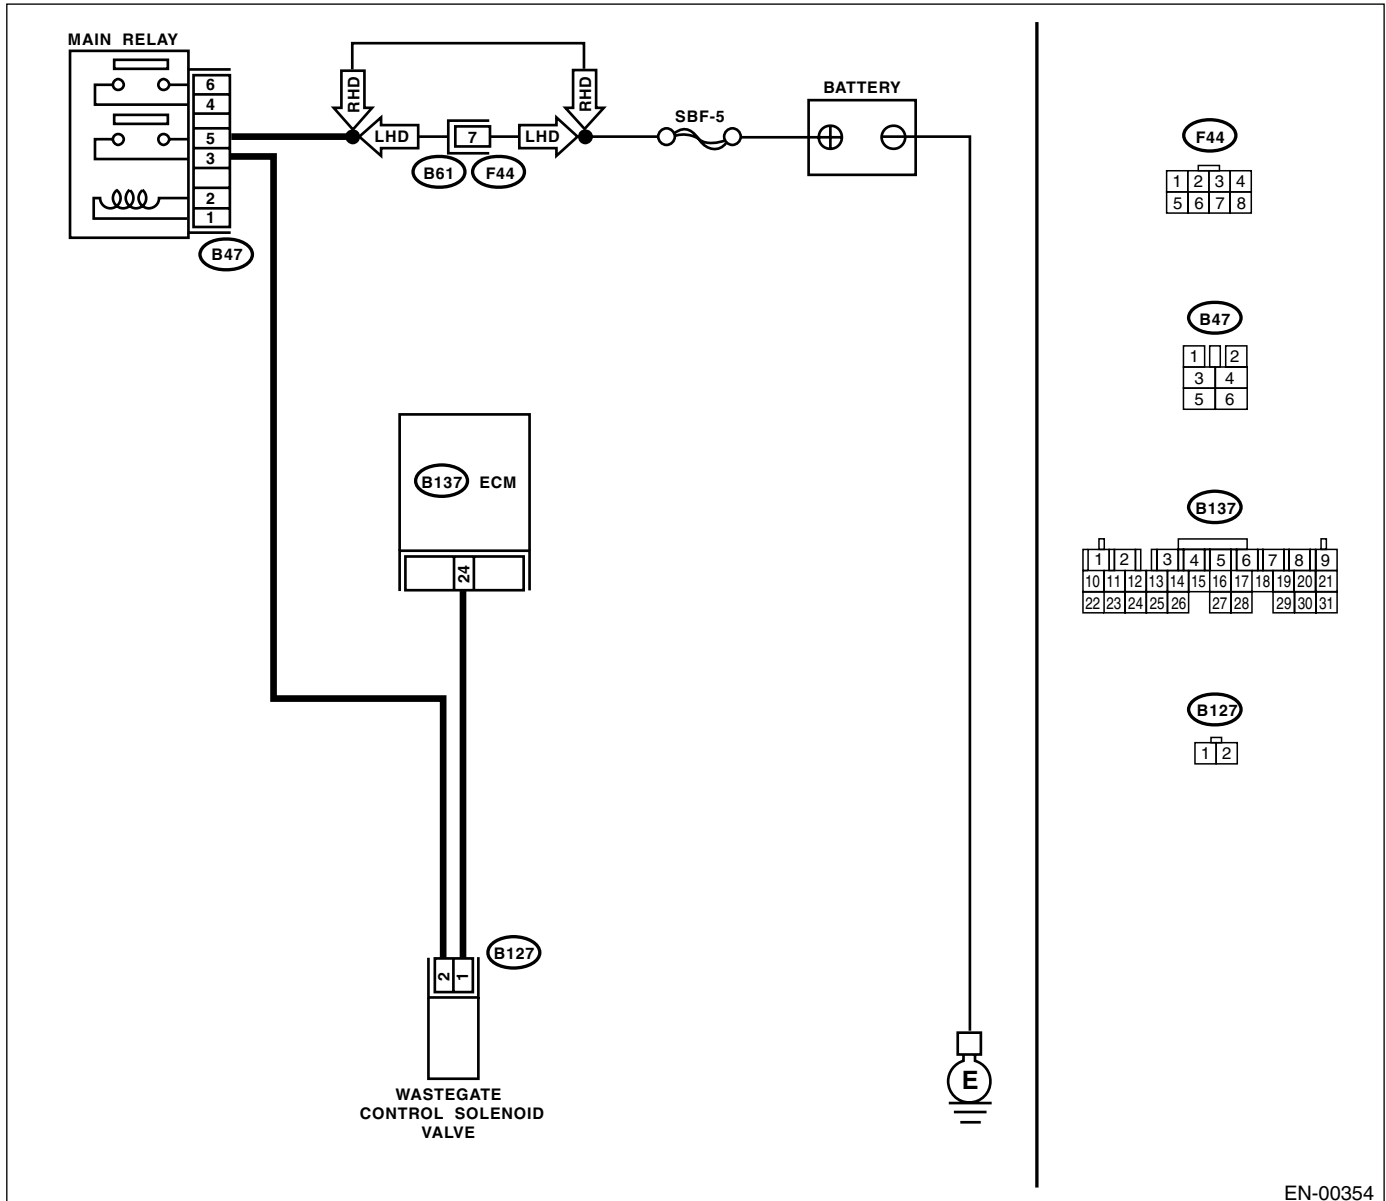 MAIN RELAY
6
4
5
3
2
1
B47
RHD
RHD
LHD
7
LHD
B61
F44
SBF-5
BATTERY
B137 ECM
24
B127
2 1
WASTEGATE
CONTROL SOLENOID
VALVE
E
F44
1 2 3 4
5 6 7 8
B47
1 2
3 4
5 6
B137
1 2 3 4 5 6 7 8 9
10 11 12 13 14 15 16 17 18 19 20 21
22 23 24 25 26 27 28 29 30 31
B127
1 2
EN-00354